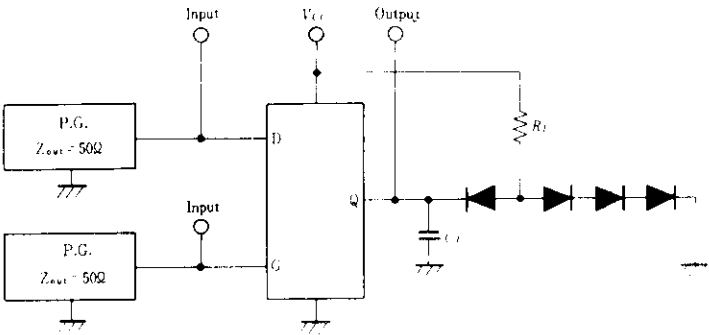 Input
Vcc
Output
P.G.
Zout = 50Ω
D
RL
Q
Input
CL
P.G.
Zout = 50Ω
G